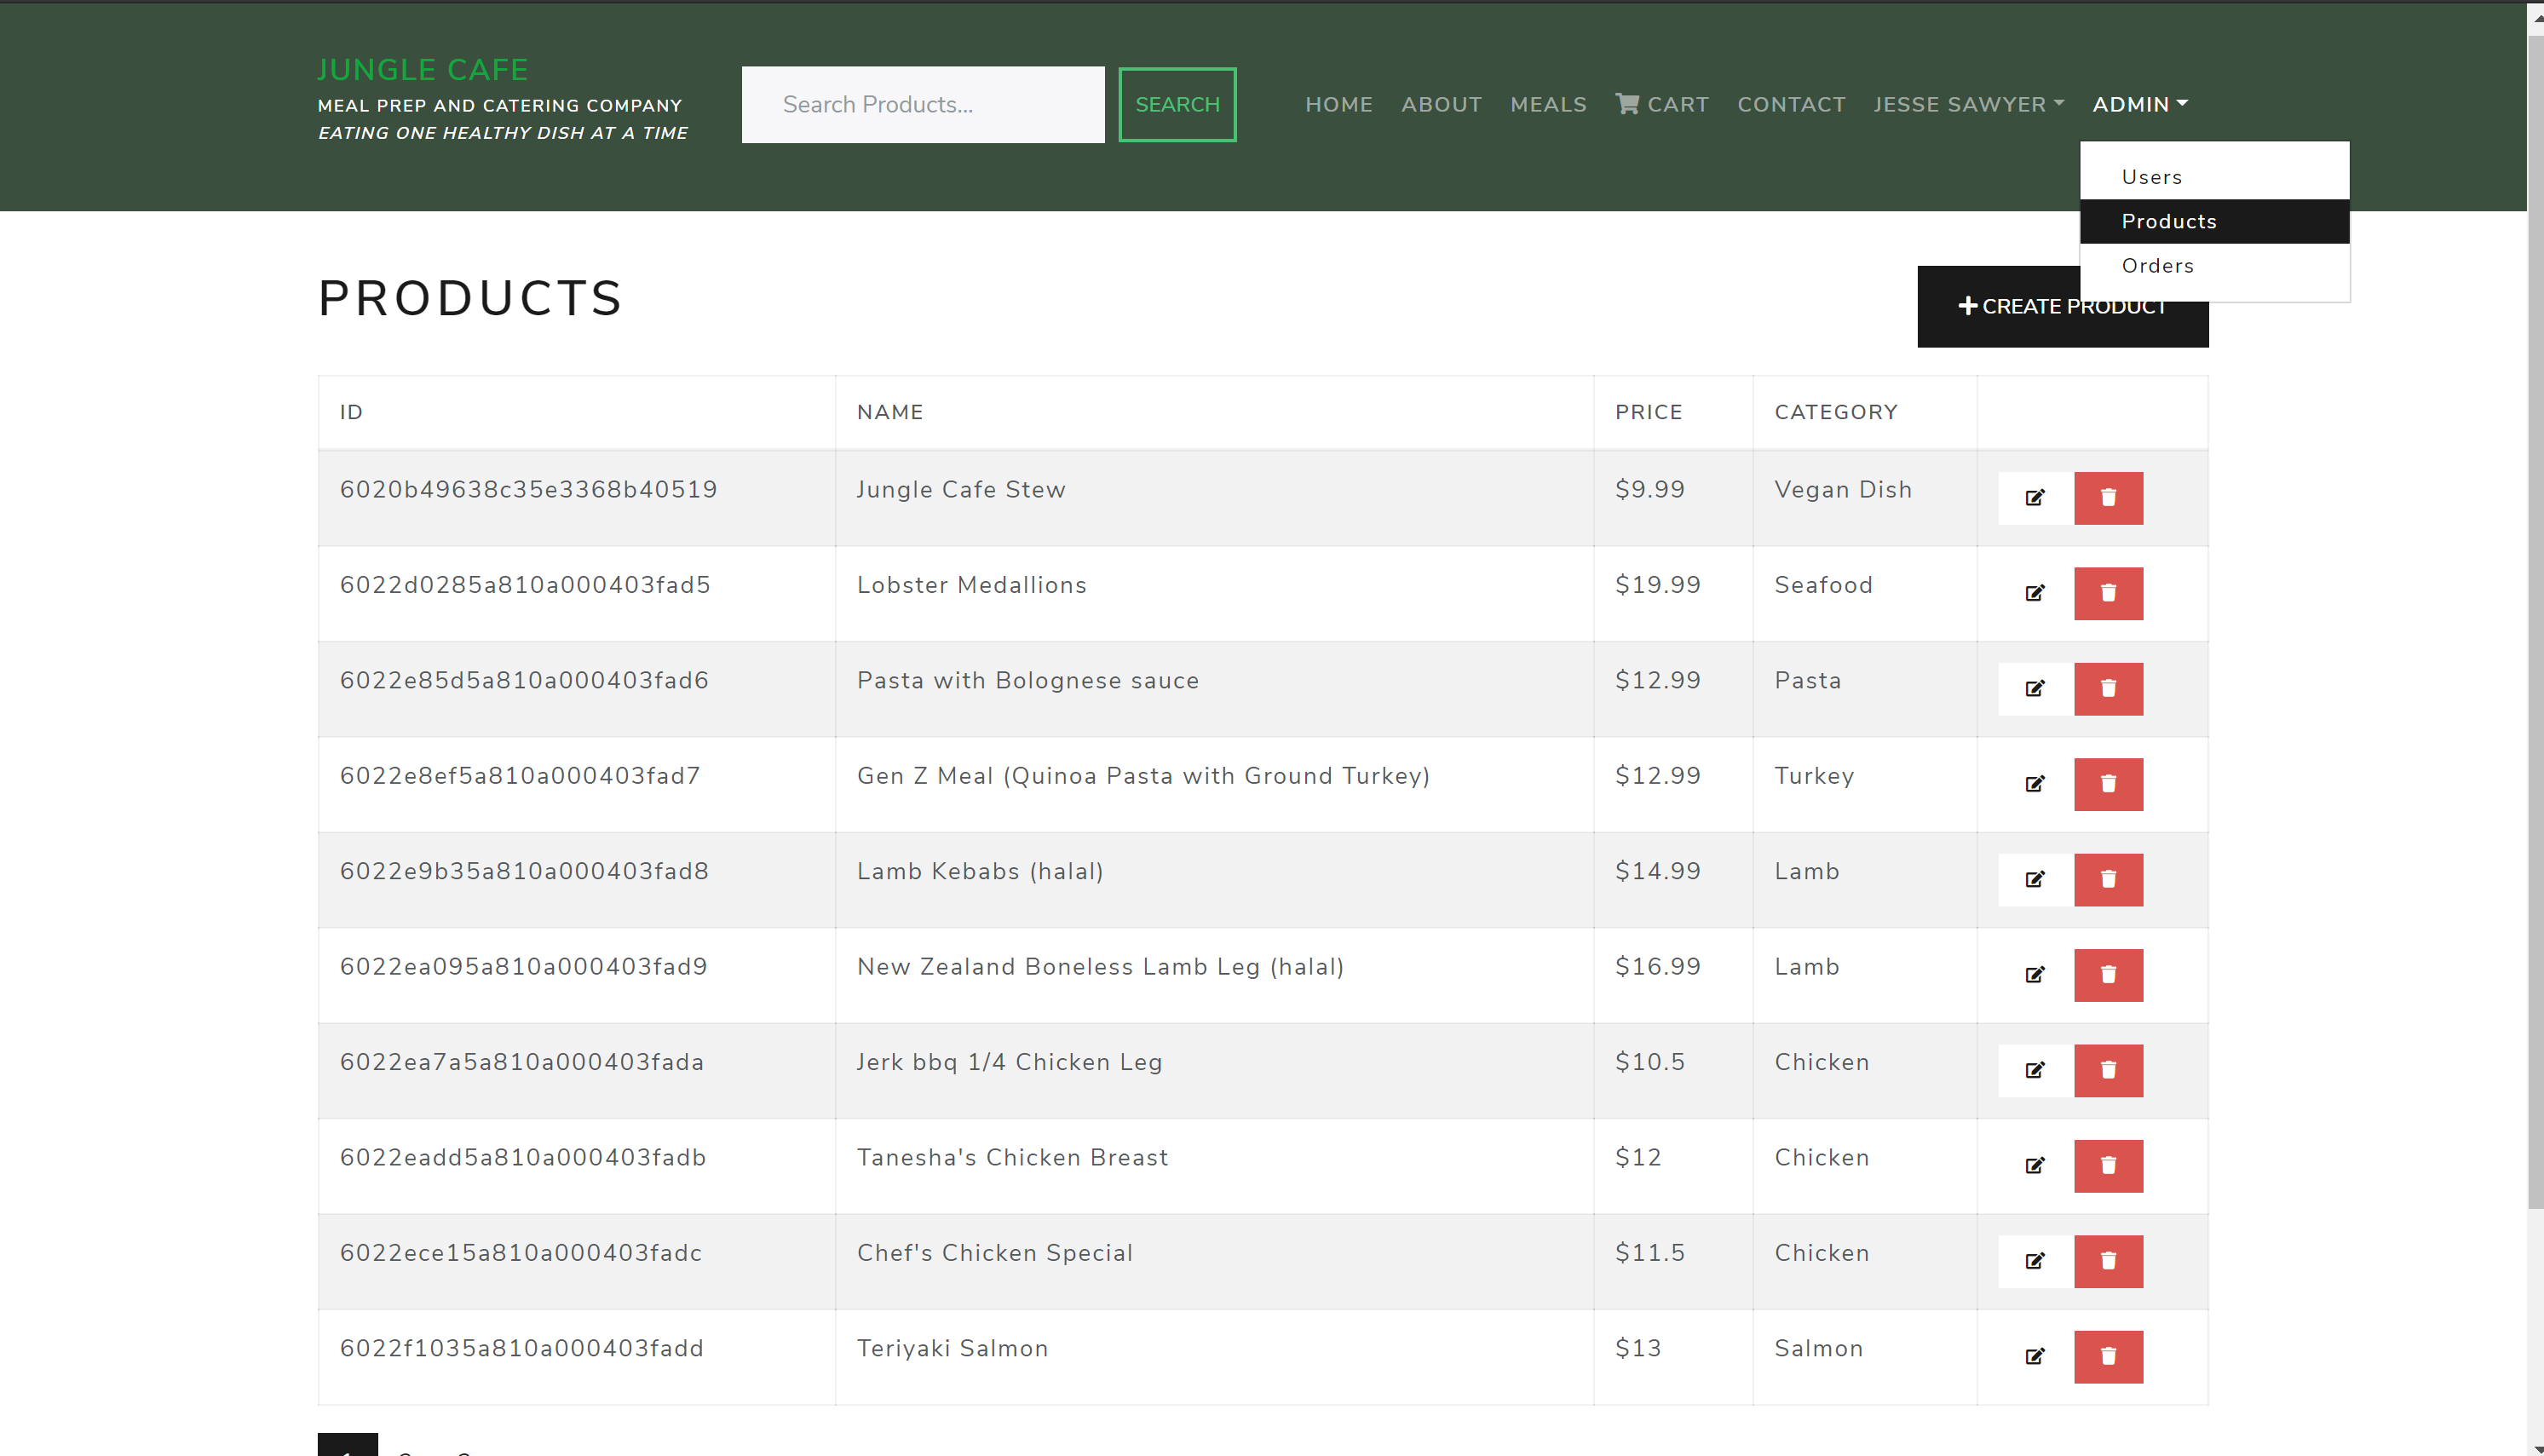 JUNGLE CAFE
MEAL PREP AND CATERING COMPANY
EATING ONE HEALTHY DISH AT A TIME
Search Products...
SEARCH
HOME ABOUT MEALS CART CONTACT JESSE SAWYER ADMIN
Users
Products
Orders
PRODUCTS
CREATE PRODUCT
ID NAME PRICE CATEGORY
6020b49638c35e3368b40519 Jungle Cafe Stew $9.99 Vegan Dish
6022d0285a810a000403fad5 Lobster Medallions $19.99 Seafood
6022e85d5a810a000403fad6 Pasta with Bolognese sauce $12.99 Pasta
6022e8ef5a810a000403fad7 Gen Z Meal (Quinoa Pasta with Ground Turkey) $12.99 Turkey
6022e9b35a810a000403fad8 Lamb Kebabs (halal) $14.99 Lamb
6022ea095a810a000403fad9 New Zealand Boneless Lamb Leg (halal) $16.99 Lamb
6022ea7a5a810a000403fada Jerk bbq 1/4 Chicken Leg $10.5 Chicken
6022eadd5a810a000403fadb Tanesha's Chicken Breast $12 Chicken
6022ece15a810a000403fadc Chef's Chicken Special $11.5 Chicken
6022f1035a810a000403fadd Teriyaki Salmon $13 Salmon